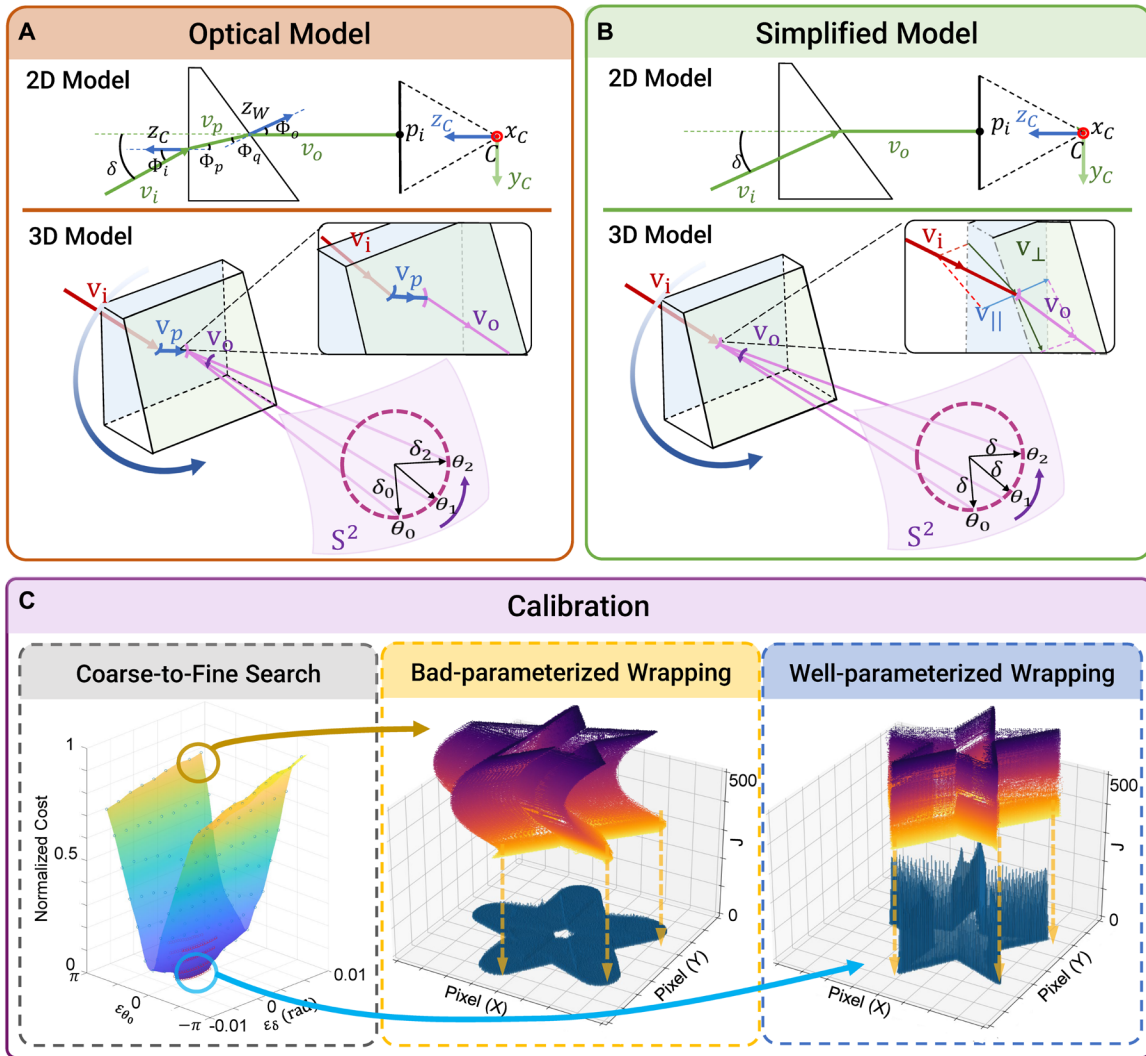 A
Optical Model
2D Model
z_W
z_C
v_p
Φ_o
δ
Φ_i
Φ_p
Φ_q
v_o
v_i
p_i
z_C
x_C
C
y_C
3D Model
v_i
v_p
v_o
v_i
v_p
v_o
δ_2
θ_2
δ_0
θ_1
θ_0
S²
B
Simplified Model
2D Model
δ
v_i
v_o
p_i
z_C
x_C
C
y_C
3D Model
v_i
v_o
v_i
v_⊥
v_||
v_o
δ
θ_2
δ
δ
θ_1
θ_0
S²
C
Calibration
Coarse-to-Fine Search
Normalized Cost
1
0.5
0
π
0
-π
ε_θ₀
-0.01
0
0.01
ε_δ (rad)
Bad-parameterized Wrapping
500
J
0
Pixel (X)
Pixel (Y)
Well-parameterized Wrapping
500
J
0
Pixel (X)
Pixel (Y)